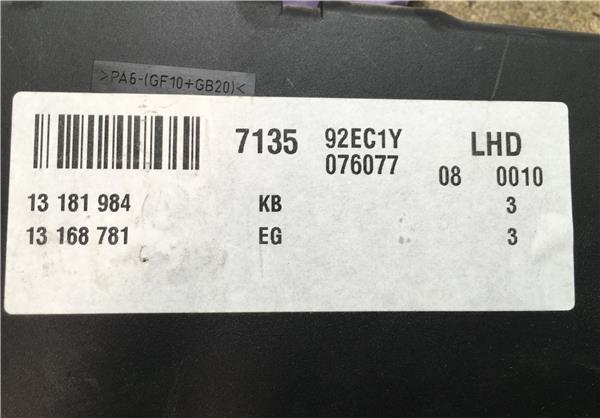 >PA6-(GF10+GB20)<
7135 92EC1Y LHD
076077 08 0010
13 181 984 KB 3
13 168 781 EG 3